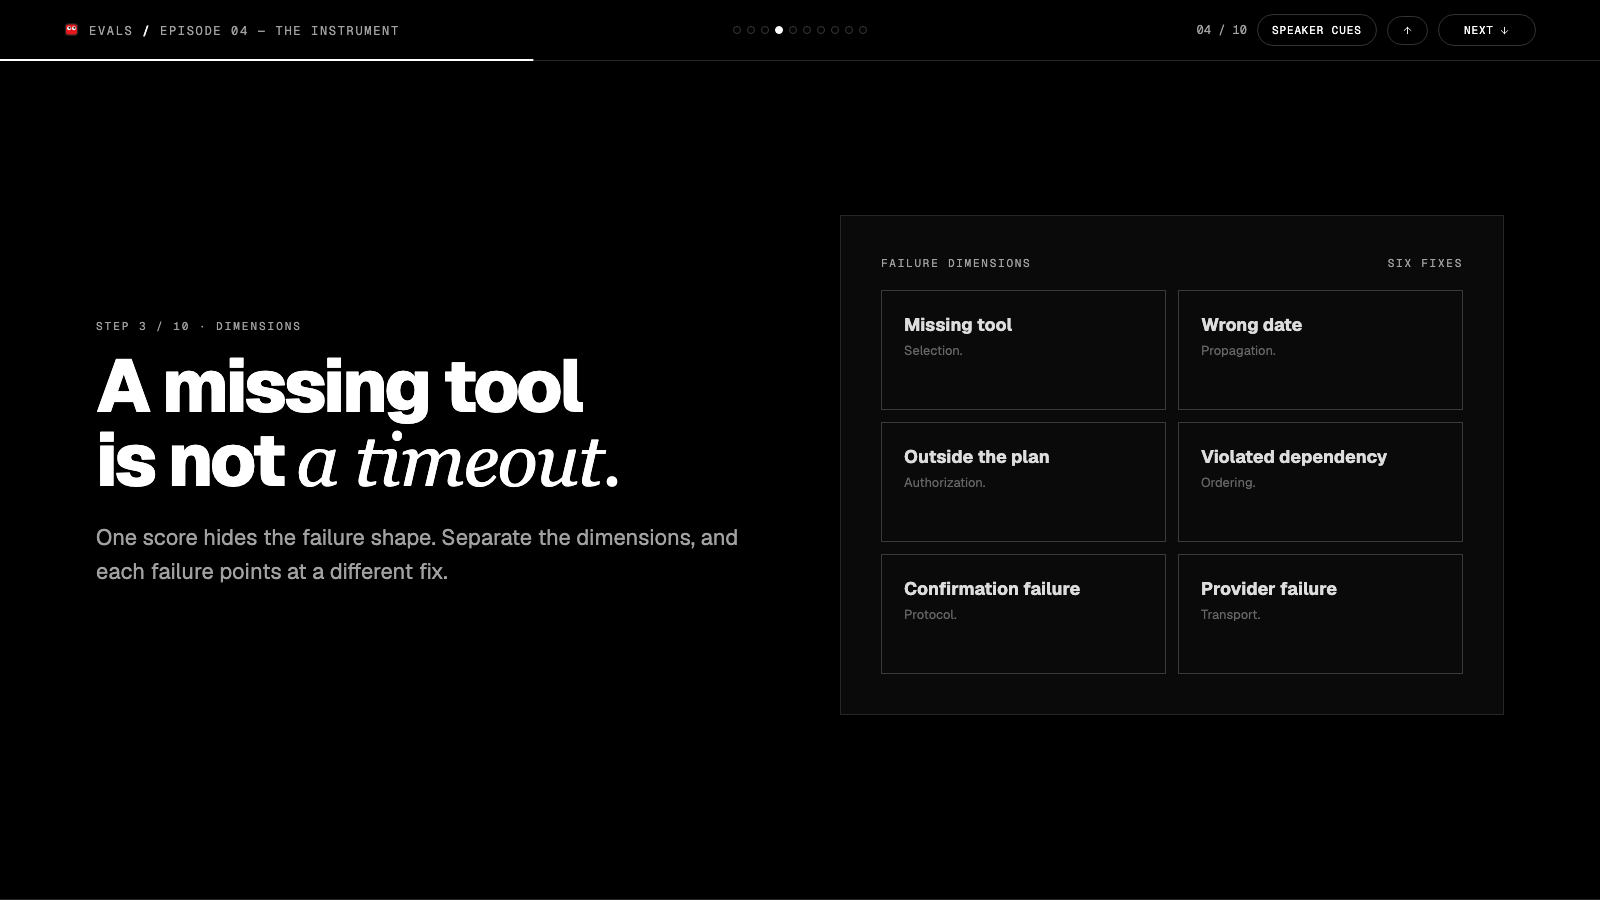 EVALS / EPISODE 04 — THE INSTRUMENT
04 / 10
SPEAKER CUES
↑
NEXT ↓
STEP 3 / 10 · DIMENSIONS
A missing tool
is not a timeout.
One score hides the failure shape. Separate the dimensions, and
each failure points at a different fix.
FAILURE DIMENSIONS
SIX FIXES
Missing tool
Selection.
Wrong date
Propagation.
Outside the plan
Authorization.
Violated dependency
Ordering.
Confirmation failure
Protocol.
Provider failure
Transport.